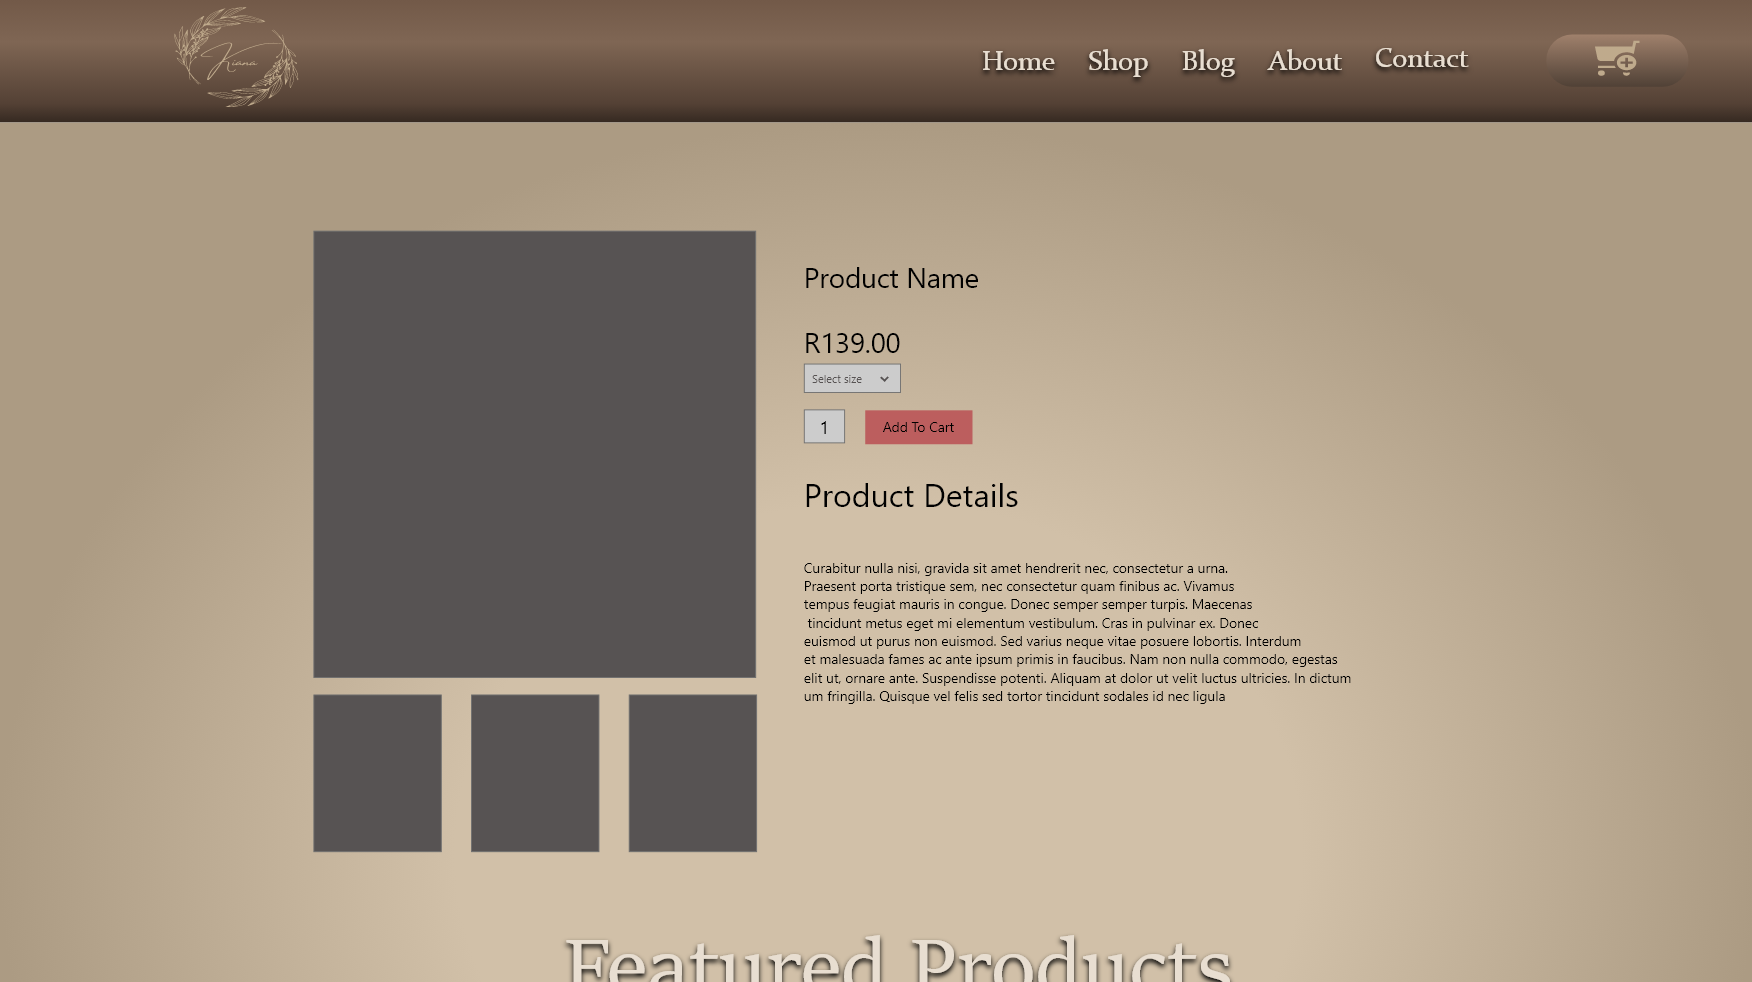 Kiana
Home Shop Blog About Contact
Product Name
R139.00
Select size
1 Add To Cart
Product Details
Curabitur nulla nisi, gravida sit amet hendrerit nec, consectetur a urna.
Praesent porta tristique sem, nec consectetur quam finibus ac. Vivamus
tempus feugiat mauris in congue. Donec semper semper turpis. Maecenas
tincidunt metus eget mi elementum vestibulum. Cras in pulvinar ex. Donec
euismod ut purus non euismod. Sed varius neque vitae posuere lobortis. Interdum
et malesuada fames ac ante ipsum primis in faucibus. Nam non nulla commodo, egestas
elit ut, ornare ante. Suspendisse potenti. Aliquam at dolor ut velit luctus ultricies. In dictum
um fringilla. Quisque vel felis sed tortor tincidunt sodales id nec ligula
Featured Products